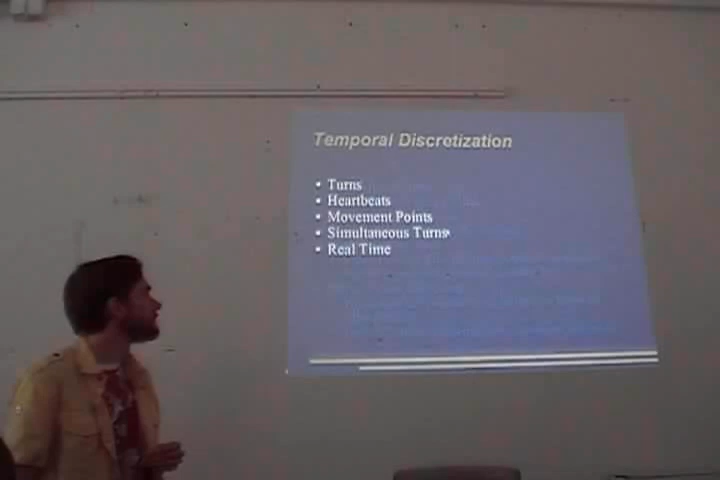 Temporal Discretization
• Turns
• Heartbeats
• Movement Points
• Simultaneous Turns
• Real Time